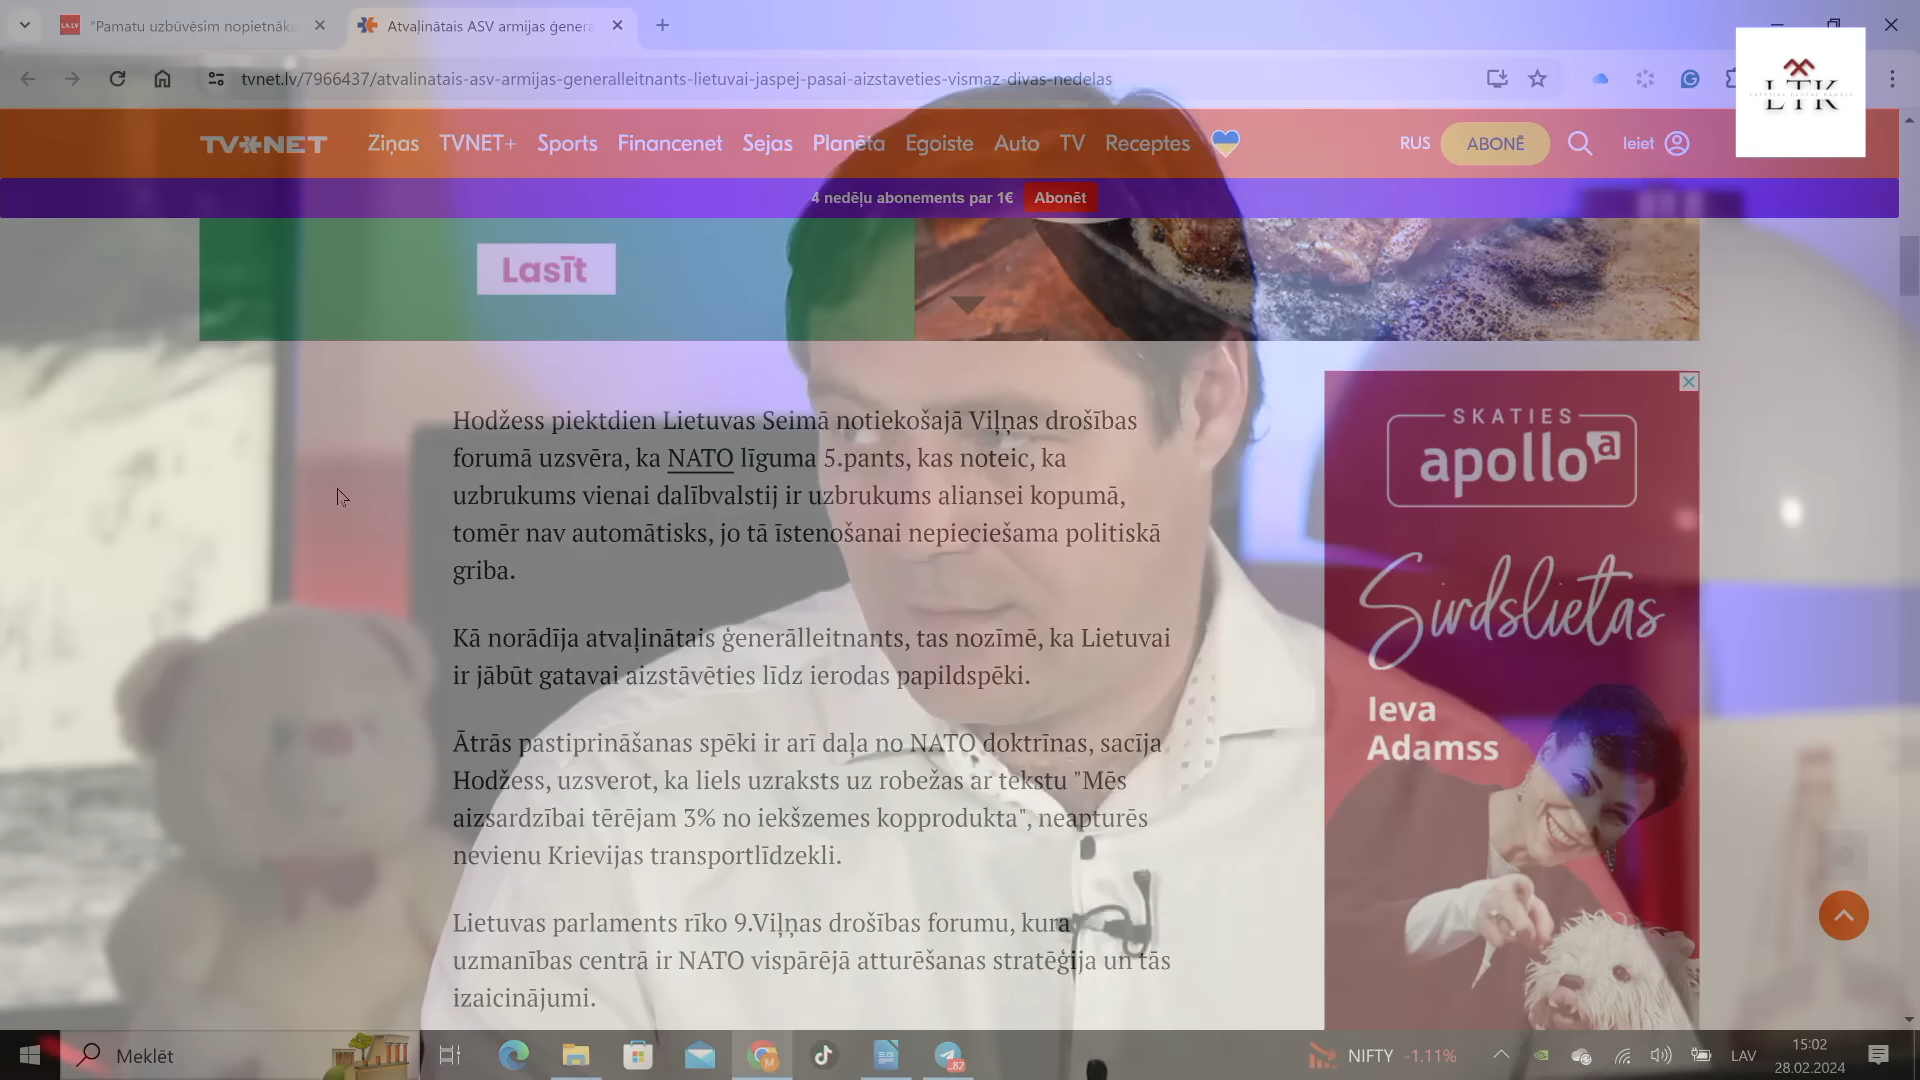 "Pamatu uzbūvēsim nopietnāku
Atvaļinātais ASV armijas ģenera
tvnet.lv/7966437/atvalinatais-asv-armijas-generalleitnants-lietuvai-jaspej-pasai-aizstaveties-vismaz-divas-nedelas
LTK
TV NET
Ziņas TVNET+ Sports Financenet Sejas Planēta Egoiste Auto TV Receptes
RUS ABONĒ Ieiet
4 nedēļu abonements par 1€ Abonēt
Lasīt
Hodžess piektdien Lietuvas Seimā notiekošajā Viļņas drošības
forumā uzsvēra, ka NATO līguma 5.pants, kas noteic, ka
uzbrukums vienai dalībvalstij ir uzbrukums aliansei kopumā,
tomēr nav automātisks, jo tā īstenošanai nepieciešama politiskā
griba.
Kā norādīja atvaļinātais ģenerālleitnants, tas nozīmē, ka Lietuvai
ir jābūt gatavai aizstāvēties līdz ierodas papildspēki.
Ātrās pastiprināšanas spēki ir arī daļa no NATO doktrīnas, sacīja
Hodžess, uzsverot, ka liels uzraksts uz robežas ar tekstu "Mēs
aizsardzībai tērējam 3% no iekšzemes kopprodukta", neapturēs
nevienu Krievijas transportlīdzekli.
Lietuvas parlaments rīko 9.Viļņas drošības forumu, kura
uzmanības centrā ir NATO vispārējā atturēšanas stratēģija un tās
izaicinājumi.
SKATIES
apollo a
Sirdslietas
Ieva
Adamss
Meklēt
82
NIFTY -1.11%
LAV
15:02
28.02.2024